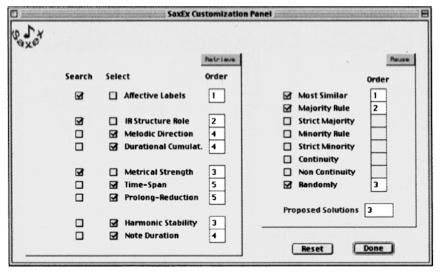 SaxEx Customization Panel
Saxex
Retrieve
Search Select Order
Affective Labels 1
IR Structure Role 2
Melodic Direction 4
Durational Cumulat. 4
Metrical Strength 3
Time-Span 5
Prolong-Reduction 5
Harmonic Stability 3
Note Duration 4
Reuse
Order
Most Similar 1
Majority Rule 2
Strict Majority
Minority Rule
Strict Minority
Continuity
Non Continuity
Randomly 3
Proposed Solutions 3
Reset Done